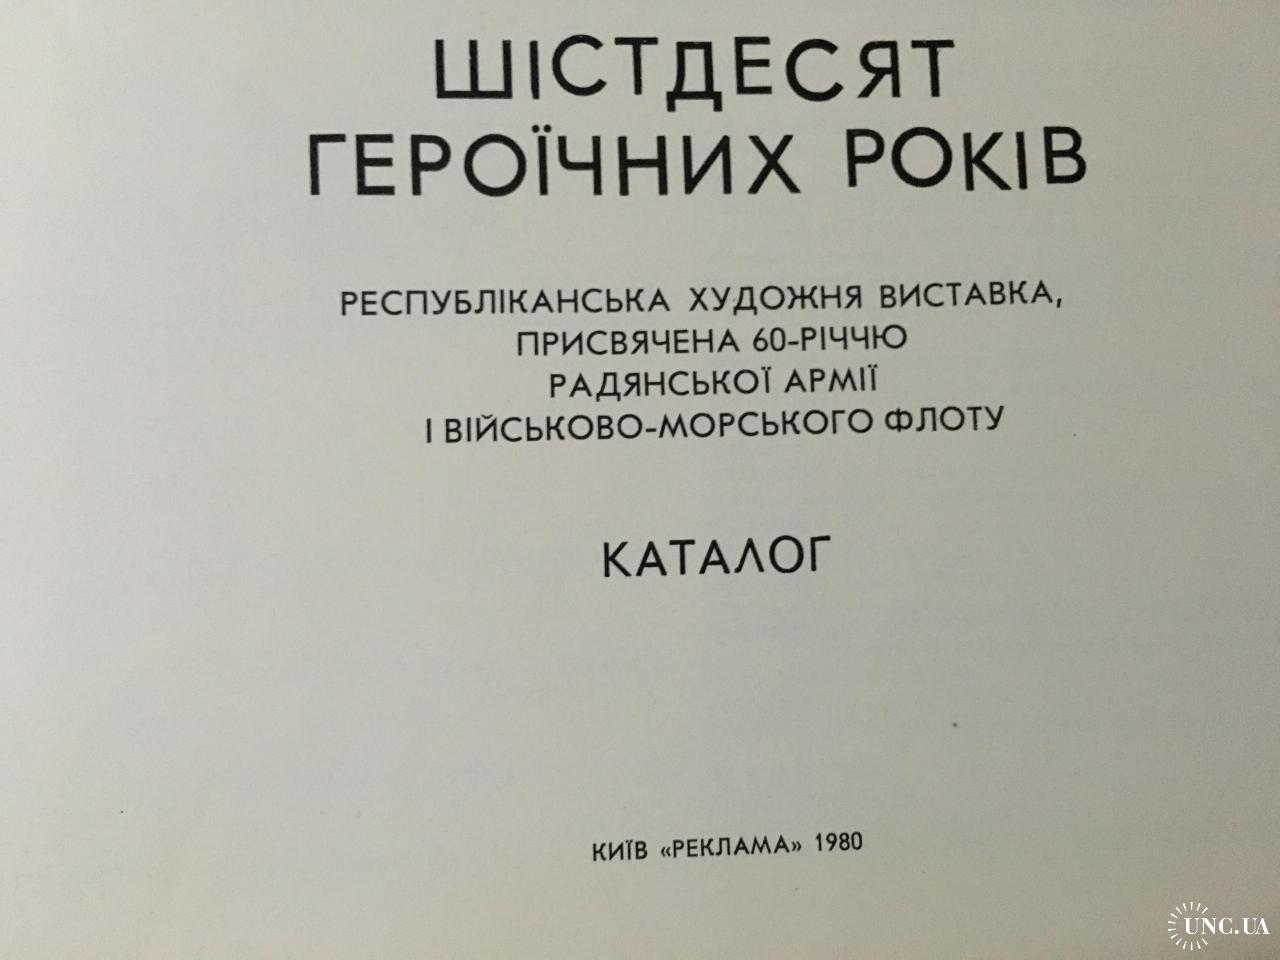 ШІСТДЕСЯТ
ГЕРОЇЧНИХ РОКІВ
РЕСПУБЛІКАНСЬКА ХУДОЖНЯ ВИСТАВКА,
ПРИСВЯЧЕНА 60-РІЧЧЮ
РАДЯНСЬКОЇ АРМІЇ
І ВІЙСЬКОВО-МОРСЬКОГО ФЛОТУ
КАТАЛОГ
КИЇВ «РЕКЛАМА» 1980
UNC.UA